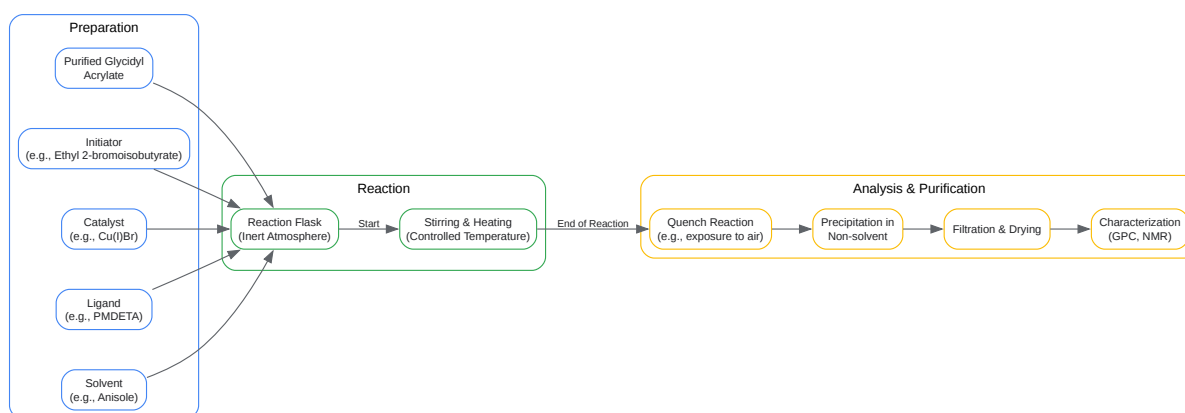 Preparation
Purified Glycidyl
Acrylate
Initiator
(e.g., Ethyl 2-bromoisobutyrate)
Catalyst
(e.g., Cu(I)Br)
Ligand
(e.g., PMDETA)
Solvent
(e.g., Anisole)
Reaction
Reaction Flask
(Inert Atmosphere)
Start
Stirring & Heating
(Controlled Temperature)
End of Reaction
Analysis & Purification
Quench Reaction
(e.g., exposure to air)
Precipitation in
Non-solvent
Filtration & Drying
Characterization
(GPC, NMR)